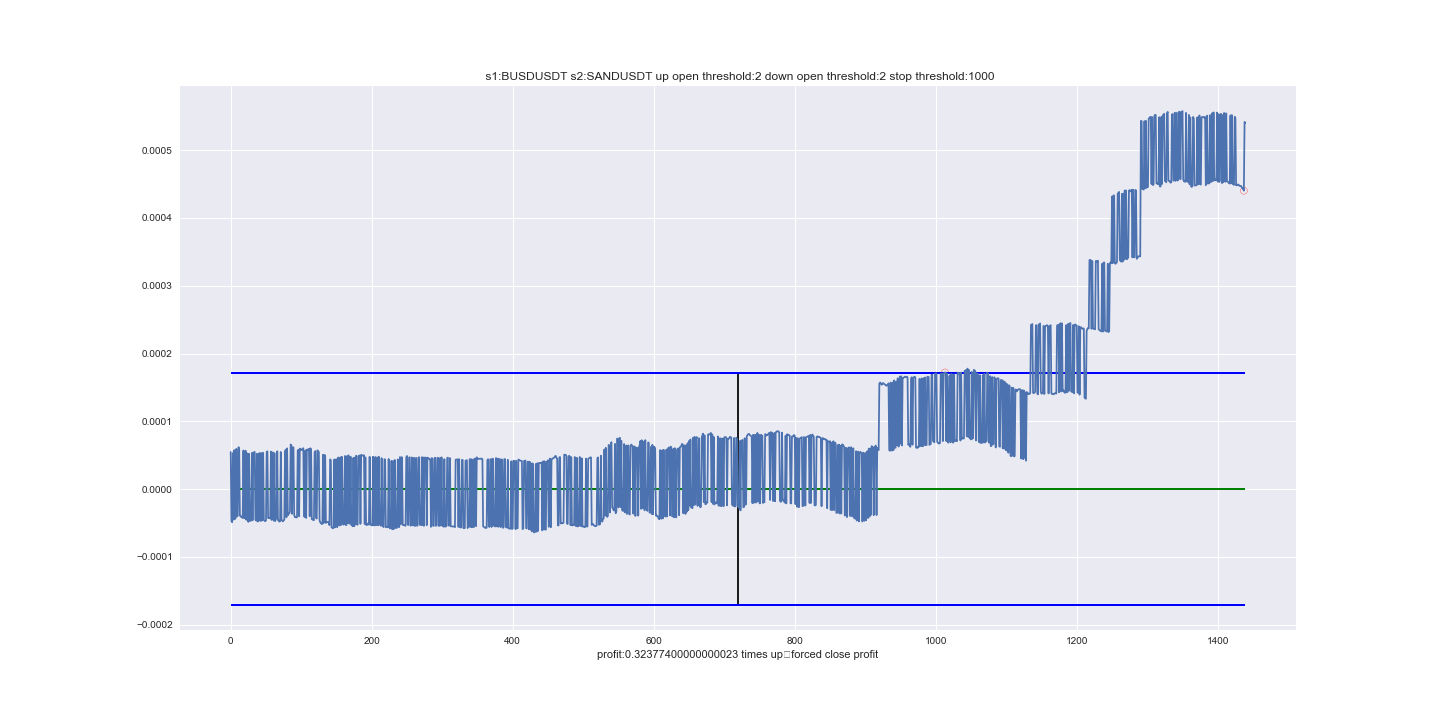 s1:BUSDUSDT s2:SANDUSDT up open threshold:2 down open threshold:2 stop threshold:1000
0.0005
0.0004
0.0003
0.0002
0.0001
0.0000
−0.0001
−0.0002
0 200 400 600 800 1000 1200 1400
profit:0.32377400000000023 times up□forced close profit